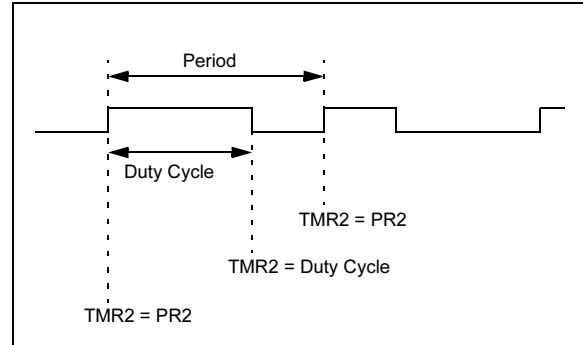 Period
Duty Cycle
TMR2 = PR2
TMR2 = Duty Cycle
TMR2 = PR2